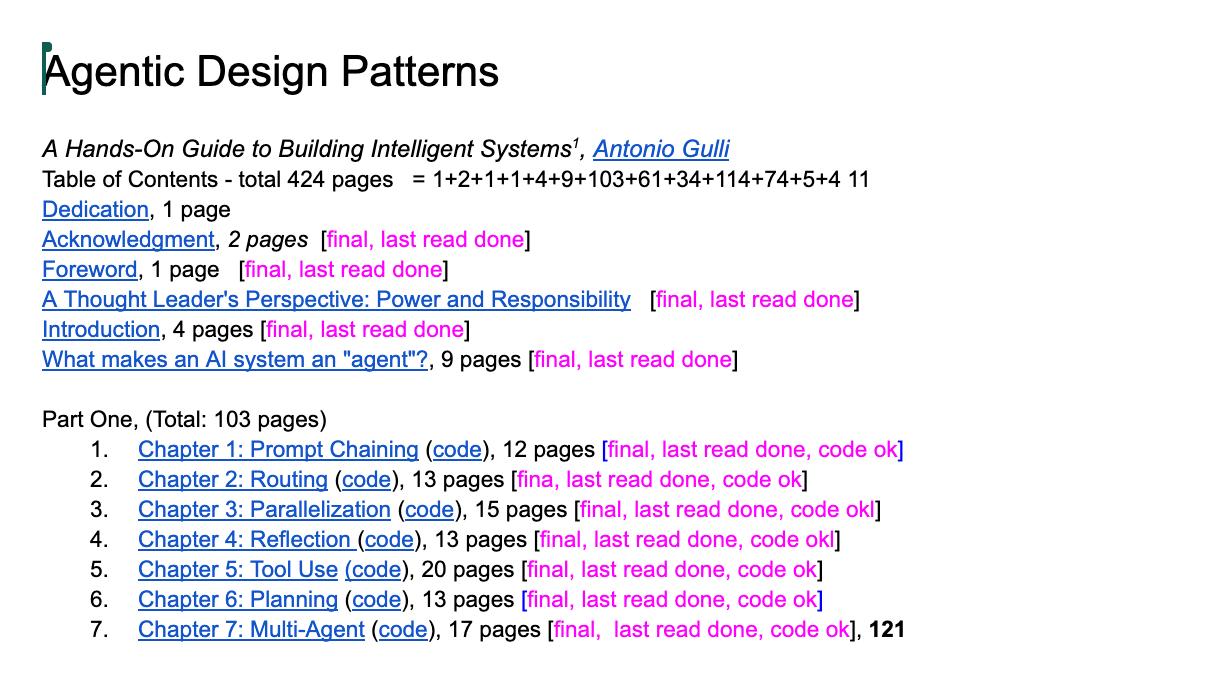 Agentic Design Patterns
A Hands-On Guide to Building Intelligent Systems¹, Antonio Gulli
Table of Contents - total 424 pages = 1+2+1+1+4+9+103+61+34+114+74+5+4 11
Dedication, 1 page
Acknowledgment, 2 pages [final, last read done]
Foreword, 1 page [final, last read done]
A Thought Leader's Perspective: Power and Responsibility [final, last read done]
Introduction, 4 pages [final, last read done]
What makes an AI system an "agent"?, 9 pages [final, last read done]
Part One, (Total: 103 pages)
1. Chapter 1: Prompt Chaining (code), 12 pages [final, last read done, code ok]
2. Chapter 2: Routing (code), 13 pages [fina, last read done, code ok]
3. Chapter 3: Parallelization (code), 15 pages [final, last read done, code okl]
4. Chapter 4: Reflection (code), 13 pages [final, last read done, code okl]
5. Chapter 5: Tool Use (code), 20 pages [final, last read done, code ok]
6. Chapter 6: Planning (code), 13 pages [final, last read done, code ok]
7. Chapter 7: Multi-Agent (code), 17 pages [final, last read done, code ok], 121